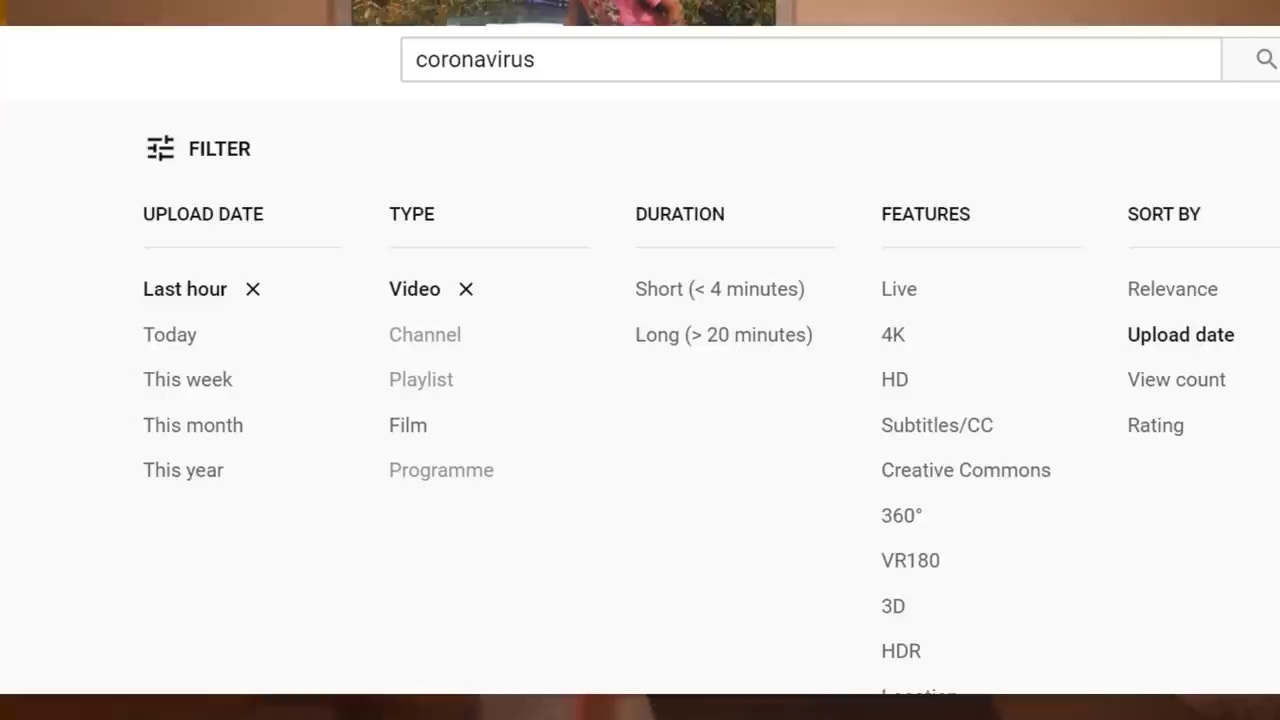 coronavirus
FILTER
UPLOAD DATE
Last hour
Today
This week
This month
This year
TYPE
Video
Channel
Playlist
Film
Programme
DURATION
Short (< 4 minutes)
Long (> 20 minutes)
FEATURES
Live
4K
HD
Subtitles/CC
Creative Commons
360°
VR180
3D
HDR
Location
SORT BY
Relevance
Upload date
View count
Rating